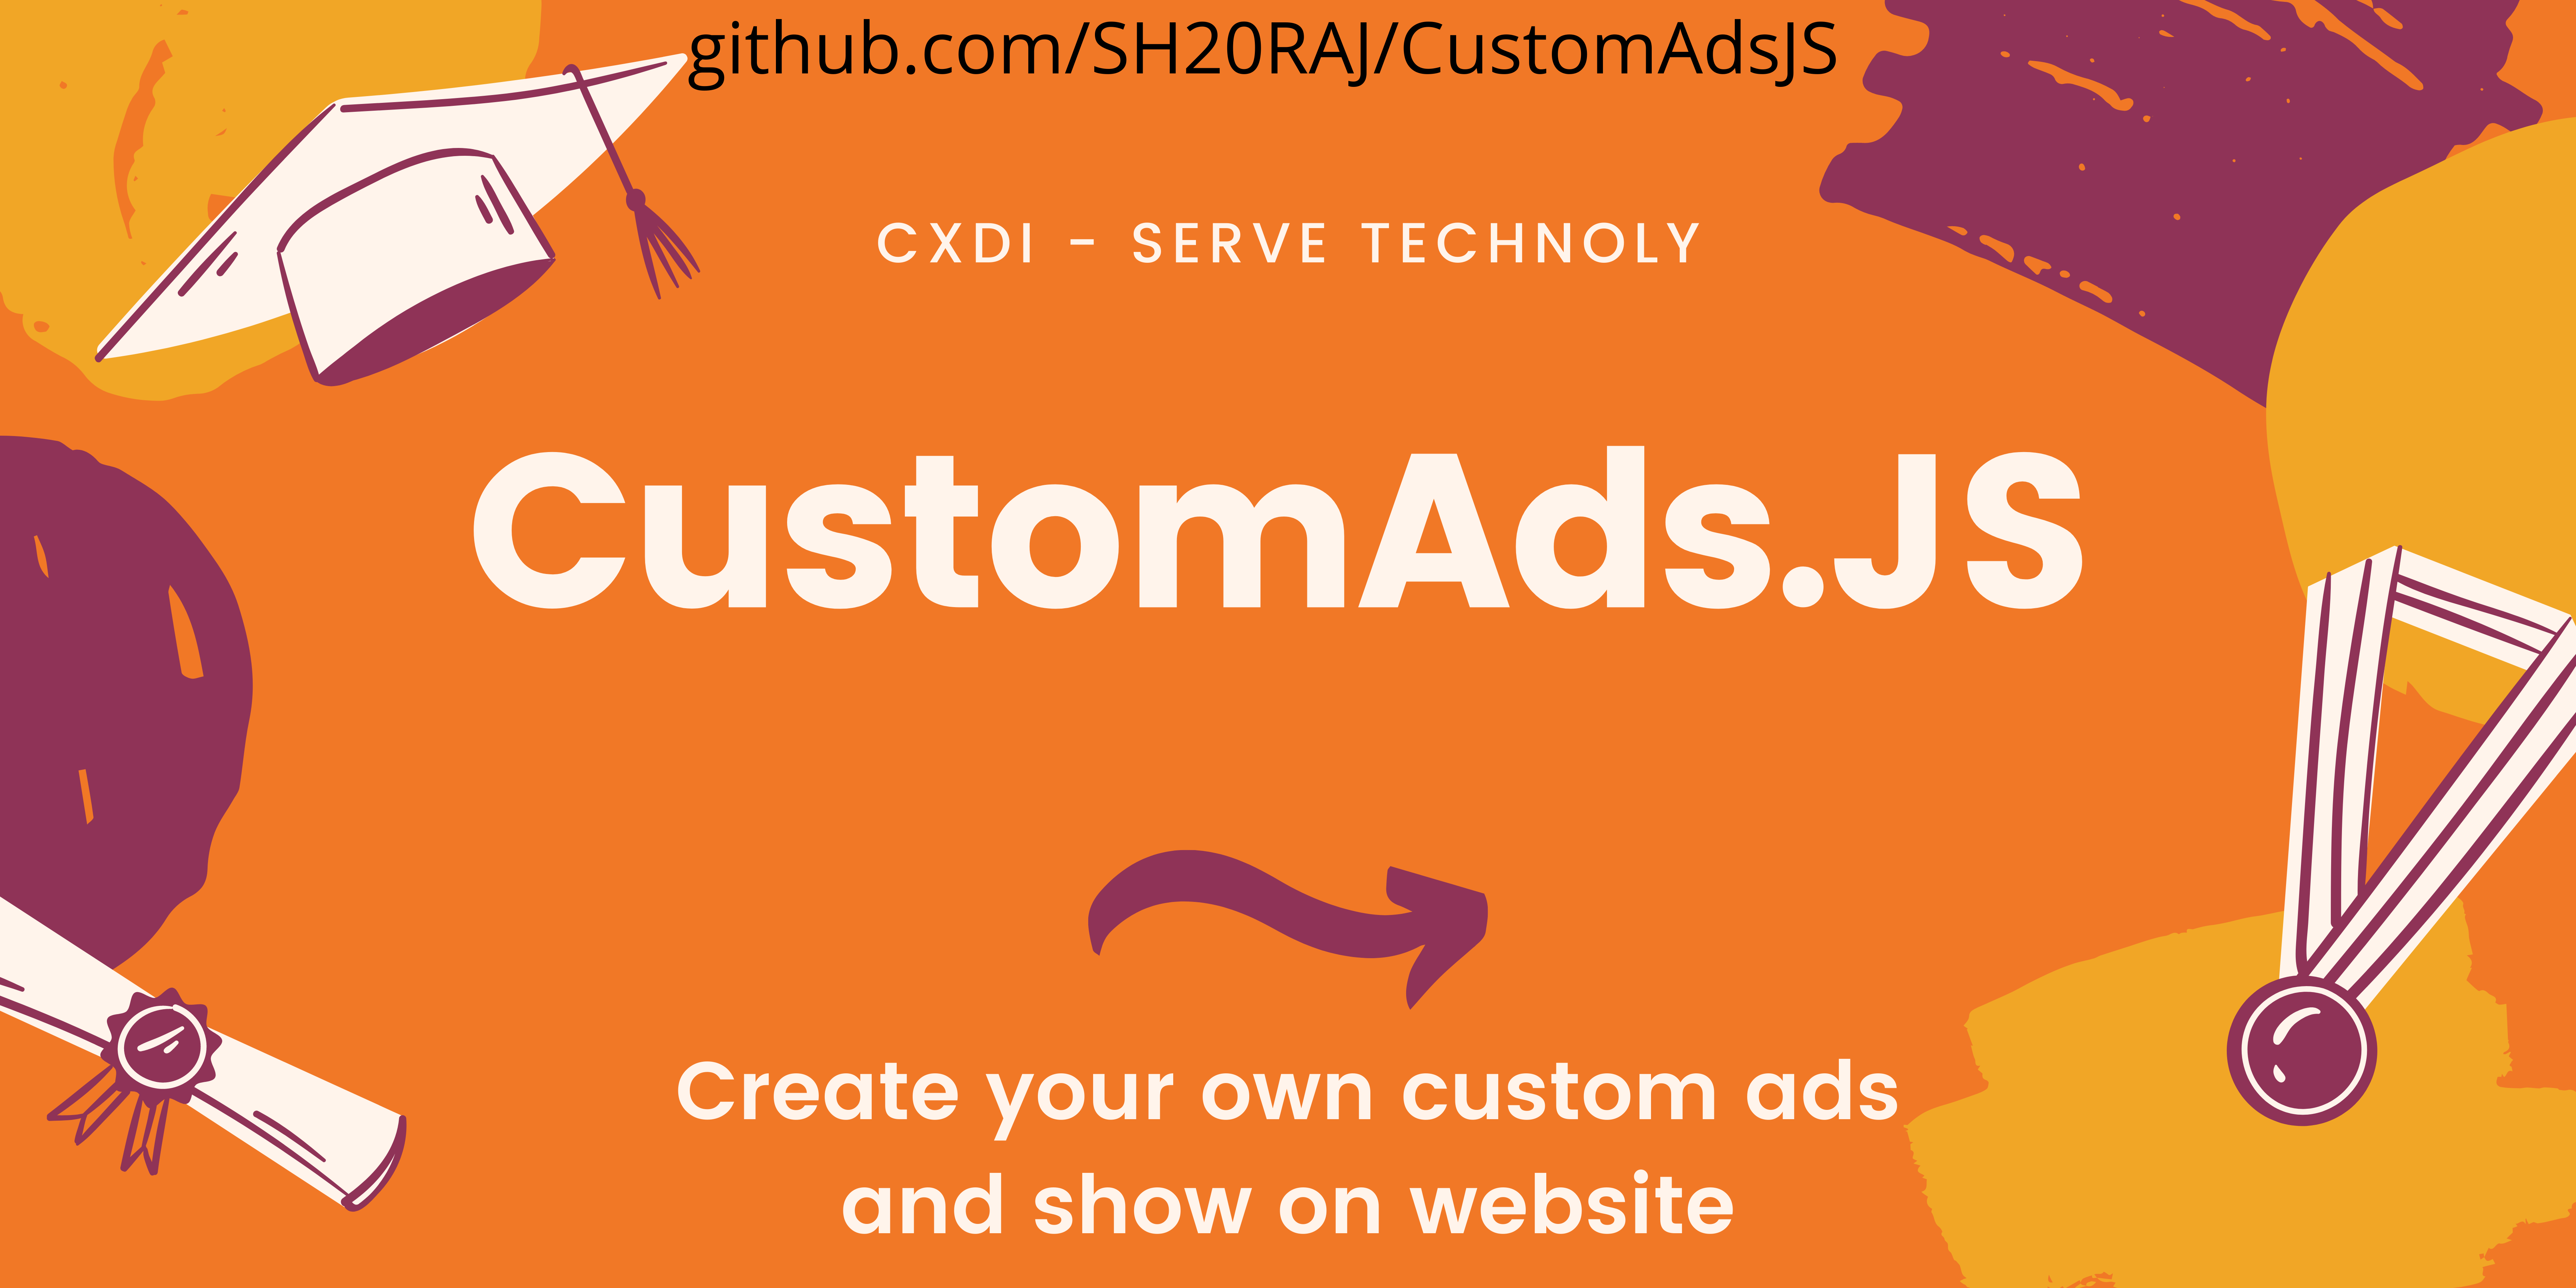 github.com/SH20RAJ/CustomAdsJS
CXDI - SERVE TECHNOLY
CustomAds.JS
Create your own custom ads
and show on website